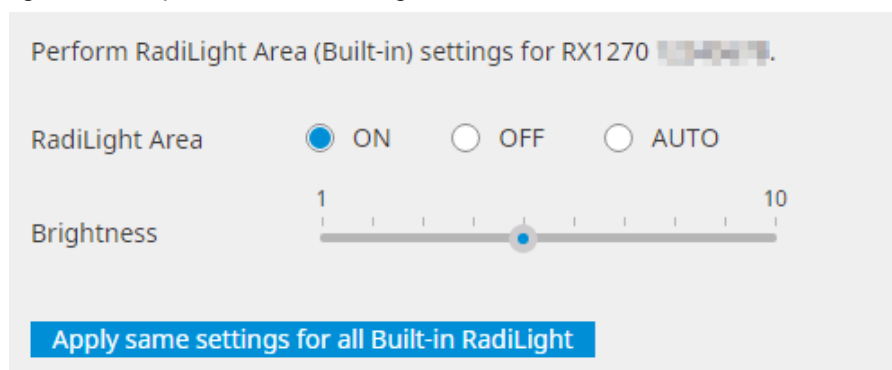 Perform RadiLight Area (Built-in) settings for RX1270 .
RadiLight Area ON OFF AUTO
1 10
Brightness
Apply same settings for all Built-in RadiLight